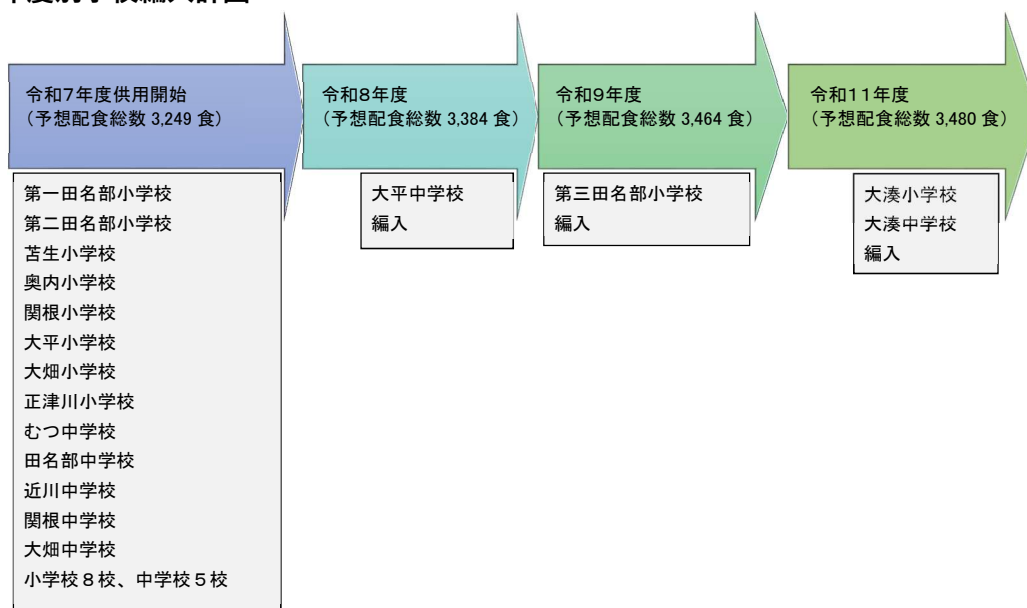 令和７年度供用開始
（予想配食総数 3,249 食）
第一田名部小学校
第二田名部小学校
苫生小学校
奥内小学校
関根小学校
大平小学校
大畑小学校
正津川小学校
むつ中学校
田名部中学校
近川中学校
関根中学校
大畑中学校
小学校８校、中学校５校
令和８年度
（予想配食総数 3,384 食）
大平中学校
編入
令和９年度
（予想配食総数 3,464 食）
第三田名部小学校
編入
令和１１年度
（予想配食総数 3,480 食）
大湊小学校
大湊中学校
編入